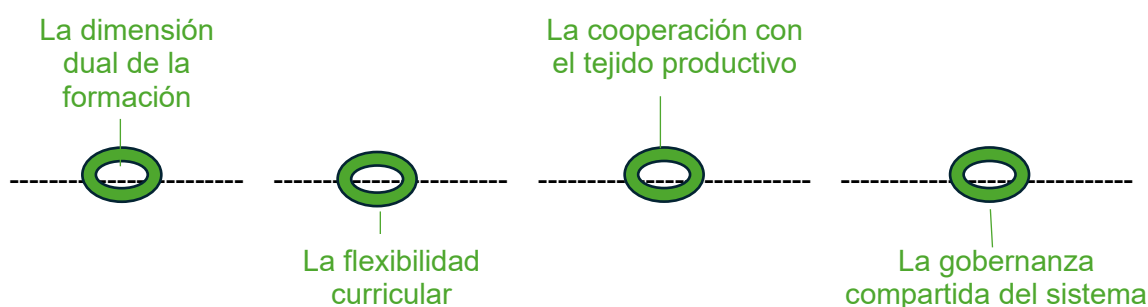 La dimensión
dual de la
formación
La flexibilidad
curricular
La cooperación con
el tejido productivo
La gobernanza
compartida del sistema